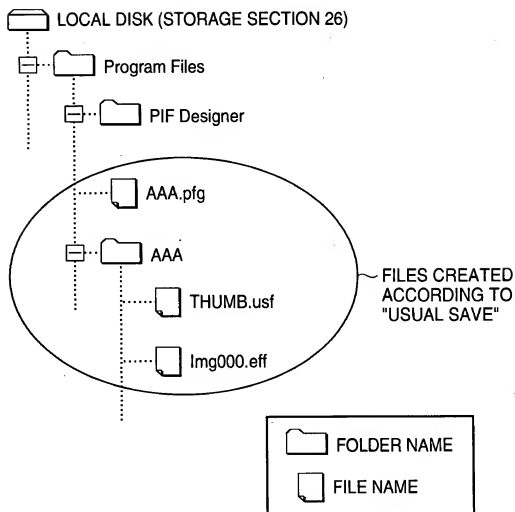 LOCAL DISK (STORAGE SECTION 26)
Program Files
PIF Designer
AAA.pfg
AAA
THUMB.usf
Img000.eff
FILES CREATED
ACCORDING TO
"USUAL SAVE"
FOLDER NAME
FILE NAME